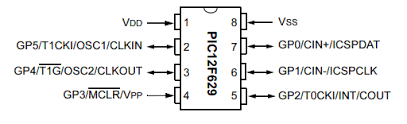 VDD 1 8 VSS
GP5/T1CKI/OSC1/CLKIN 2 7 GP0/CIN+/ICSPDAT
GP4/T1G/OSC2/CLKOUT 3 6 GP1/CIN-/ICSPCLK
GP3/MCLR/VPP 4 5 GP2/T0CKI/INT/COUT
PIC12F629